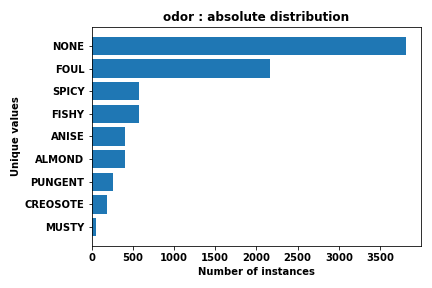 odor : absolute distribution
Unique values
NONE
FOUL
SPICY
FISHY
ANISE
ALMOND
PUNGENT
CREOSOTE
MUSTY
0 500 1000 1500 2000 2500 3000 3500
Number of instances